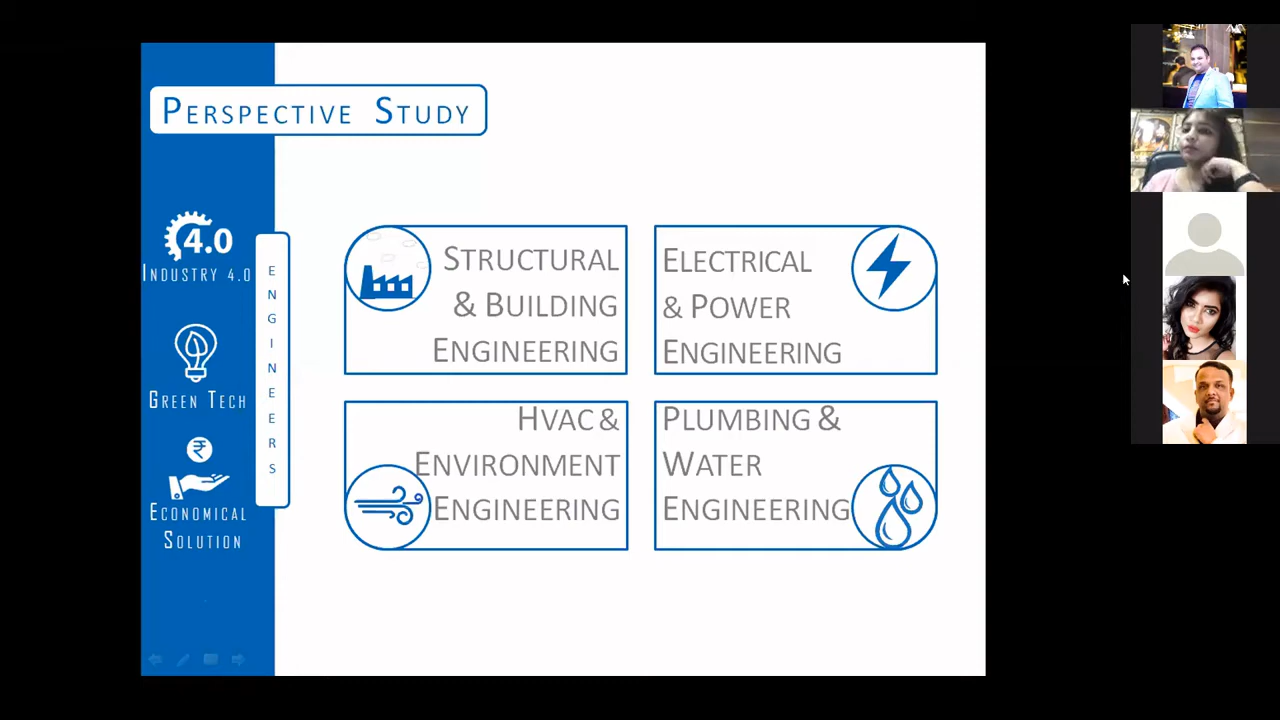 PERSPECTIVE STUDY
4.0
INDUSTRY 4.0
GREEN TECH
₹
ECONOMICAL
SOLUTION
ENGINEERS
STRUCTURAL
& BUILDING
ENGINEERING
ELECTRICAL
& POWER
ENGINEERING
HVAC &
ENVIRONMENT
ENGINEERING
PLUMBING &
WATER
ENGINEERING